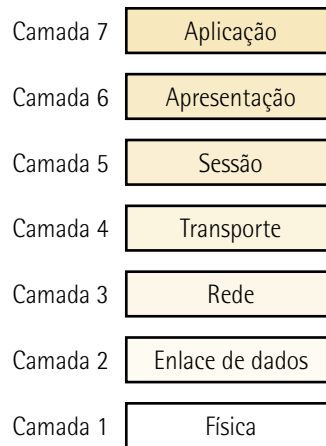 Camada 7 Aplicação
Camada 6 Apresentação
Camada 5 Sessão
Camada 4 Transporte
Camada 3 Rede
Camada 2 Enlace de dados
Camada 1 Física